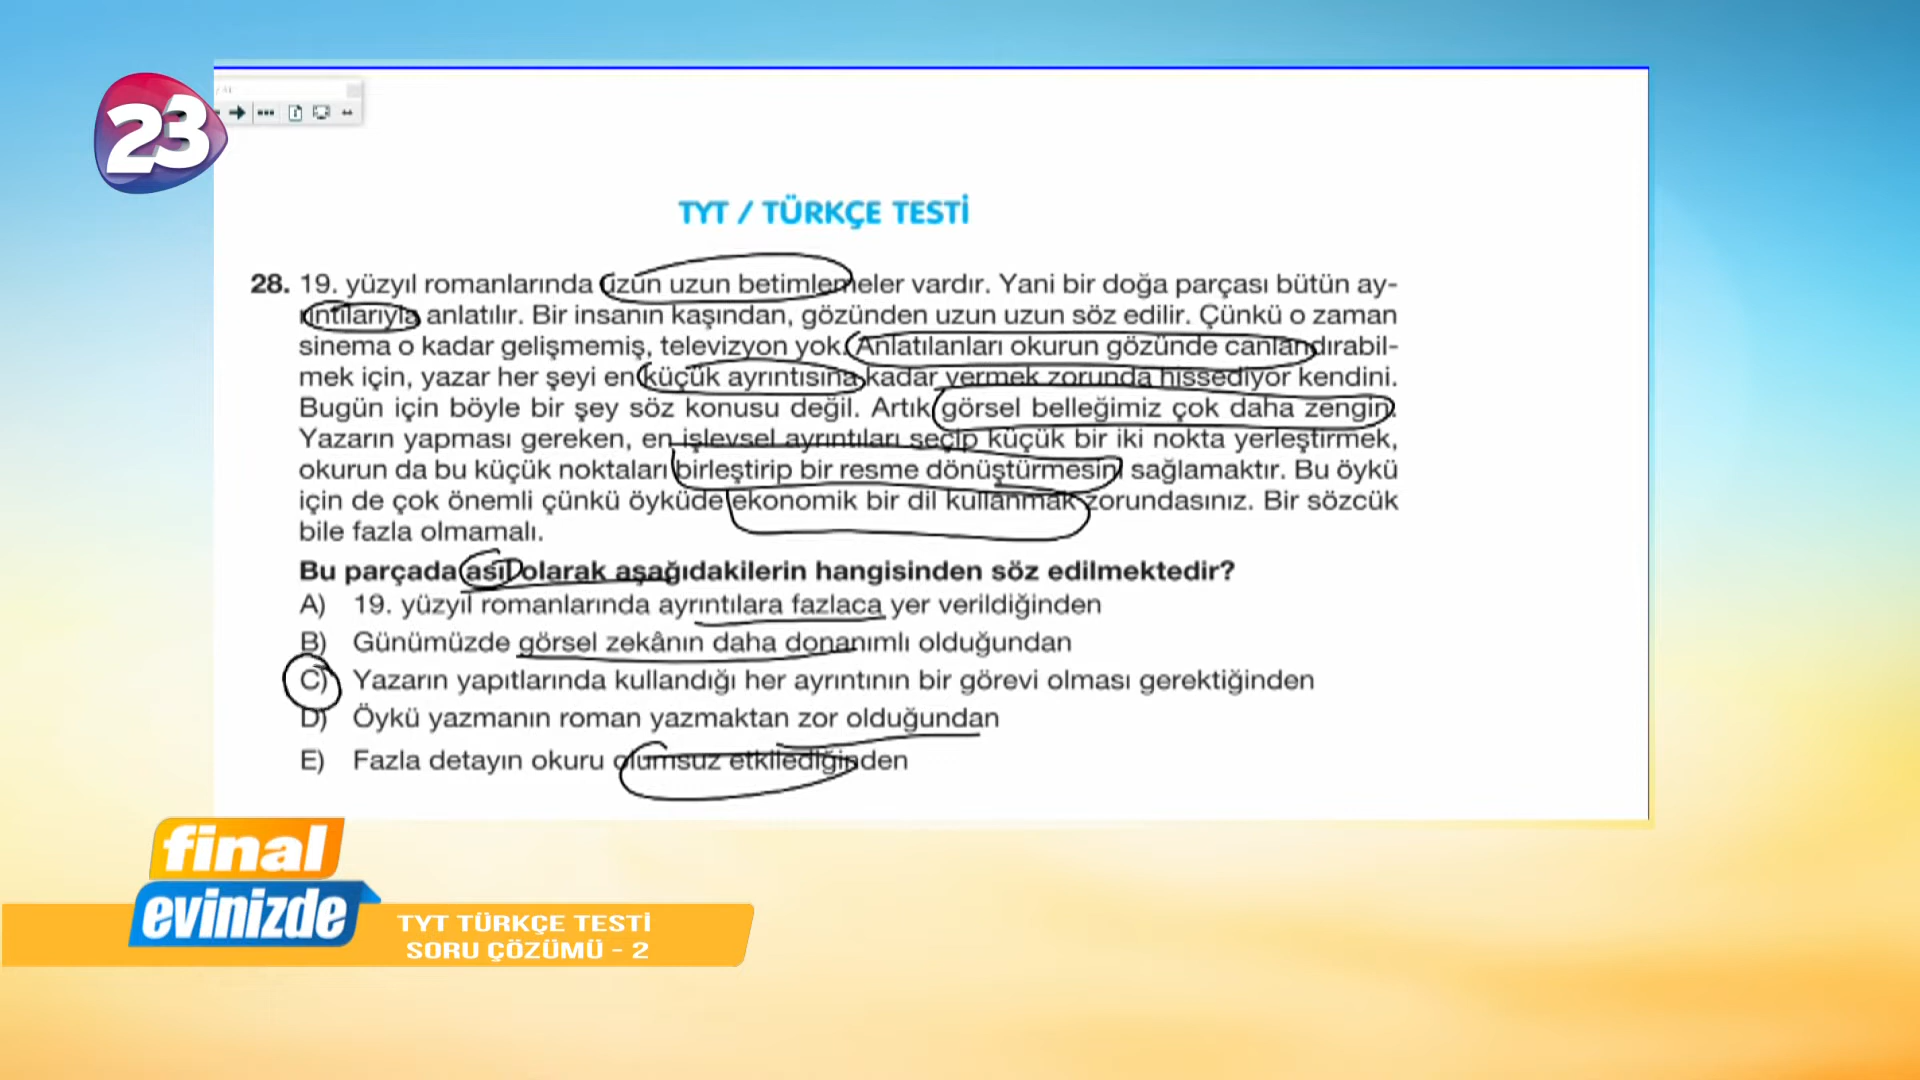 23
TYT / TÜRKÇE TESTİ
28. 19. yüzyıl romanlarında uzun uzun betimlemeler vardır. Yani bir doğa parçası bütün ay-
rıntılarıyla anlatılır. Bir insanın kaşından, gözünden uzun uzun söz edilir. Çünkü o zaman
sinema o kadar gelişmemiş, televizyon yok. Anlatılanları okurun gözünde canlandırabil-
mek için, yazar her şeyi en küçük ayrıntısına kadar vermek zorunda hissediyor kendini.
Bugün için böyle bir şey söz konusu değil. Artık görsel belleğimiz çok daha zengin.
Yazarın yapması gereken, en işlevsel ayrıntıları seçip küçük bir iki nokta yerleştirmek,
okurun da bu küçük noktaları birleştirip bir resme dönüştürmesini sağlamaktır. Bu öykü
için de çok önemli çünkü öyküde ekonomik bir dil kullanmak zorundasınız. Bir sözcük
bile fazla olmamalı.
Bu parçada asıl olarak aşağıdakilerin hangisinden söz edilmektedir?
A) 19. yüzyıl romanlarında ayrıntılara fazlaca yer verildiğinden
B) Günümüzde görsel zekânın daha donanımlı olduğundan
C) Yazarın yapıtlarında kullandığı her ayrıntının bir görevi olması gerektiğinden
D) Öykü yazmanın roman yazmaktan zor olduğundan
E) Fazla detayın okuru olumsuz etkilediğinden
final
evinizde
TYT TÜRKÇE TESTİ
SORU ÇÖZÜMÜ - 2